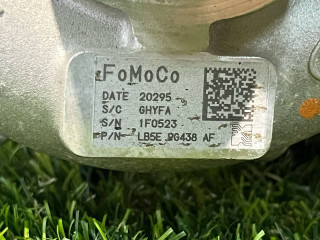 FoMoCo
DATE 20295
S/C GHYFA
S/N 1F0523
P/N LB5E 9G438 AF